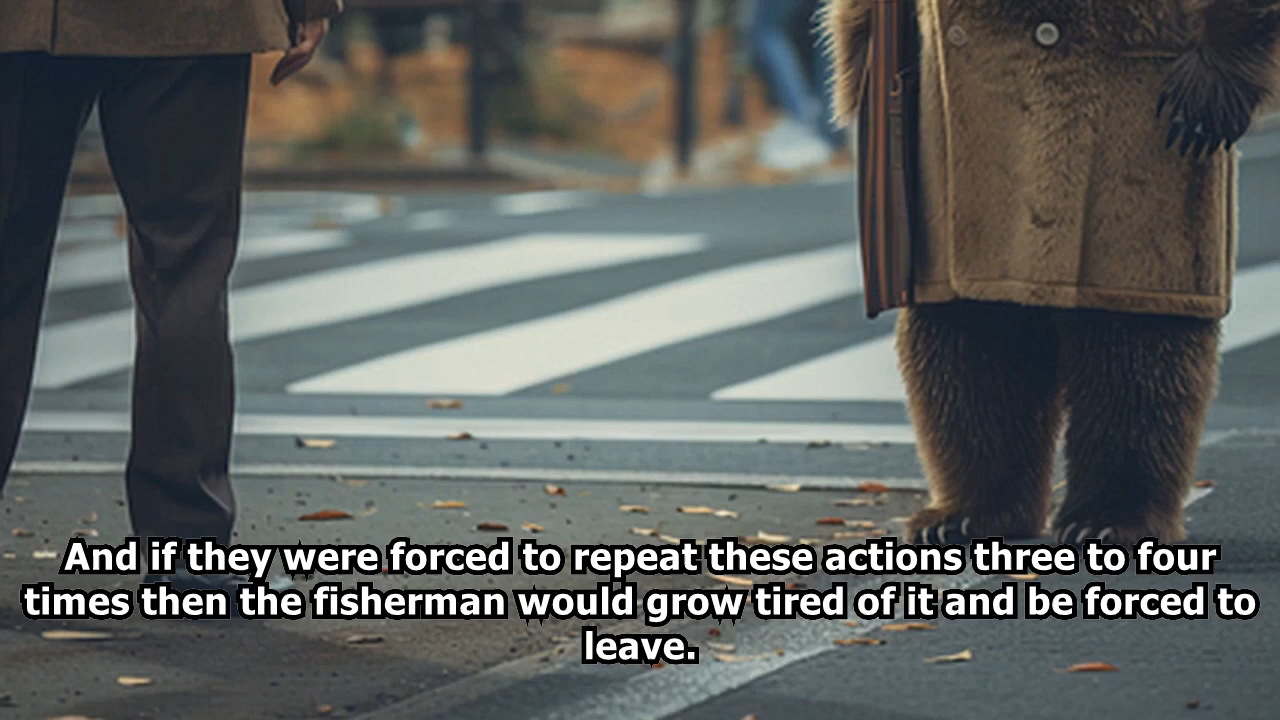 And if they were forced to repeat these actions three to four
times then the fisherman would grow tired of it and be forced to
leave.